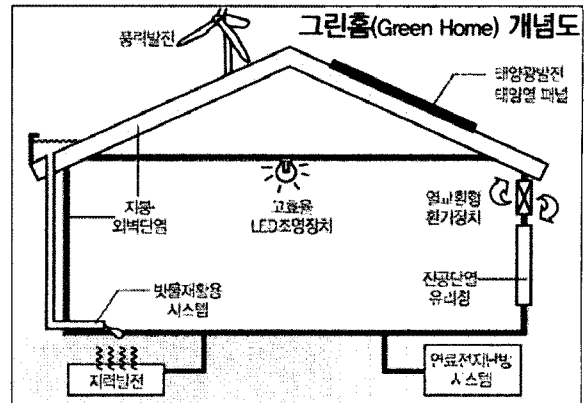 그린홈(Green Home) 개념도
풍력발전
태양광발전
태양열 패널
지붕·
외벽단열
고효율
LED조명장치
열교환형
환기장치
진공단열
유리창
빗물재활용
시스템
지력발전
연료전지난방
시스템